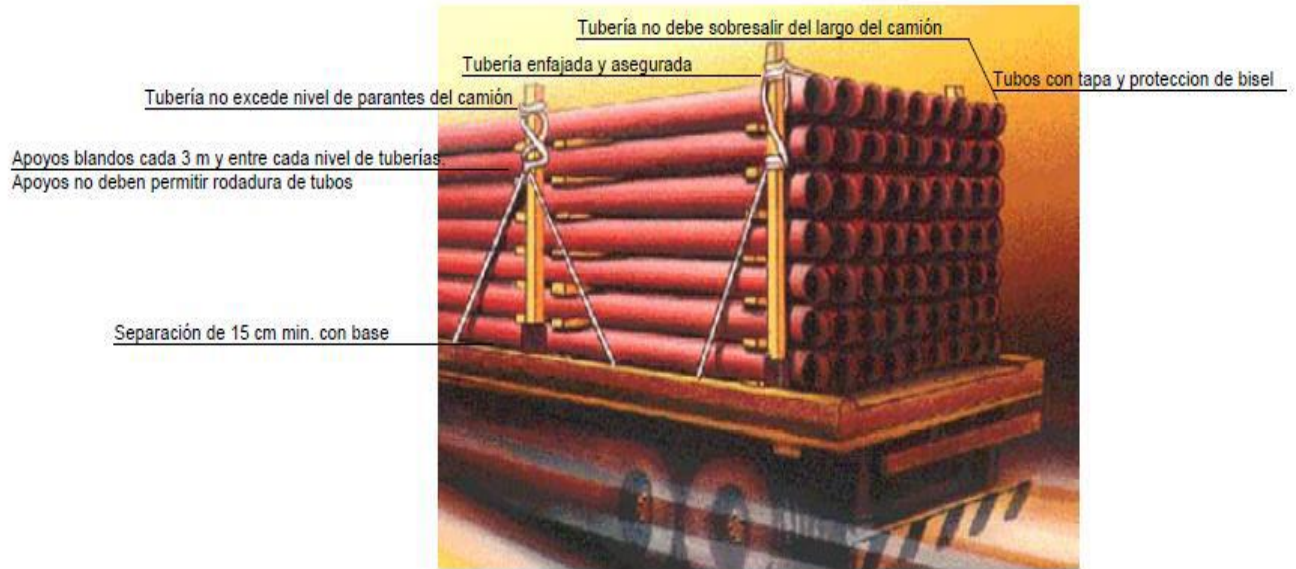 Tubería no debe sobresalir del largo del camión
Tubería enfajada y asegurada
Tubos con tapa y proteccion de bisel
Tubería no excede nivel de parantes del camión
Apoyos blandos cada 3 m y entre cada nivel de tuberías.
Apoyos no deben permitir rodadura de tubos
Separación de 15 cm min. con base